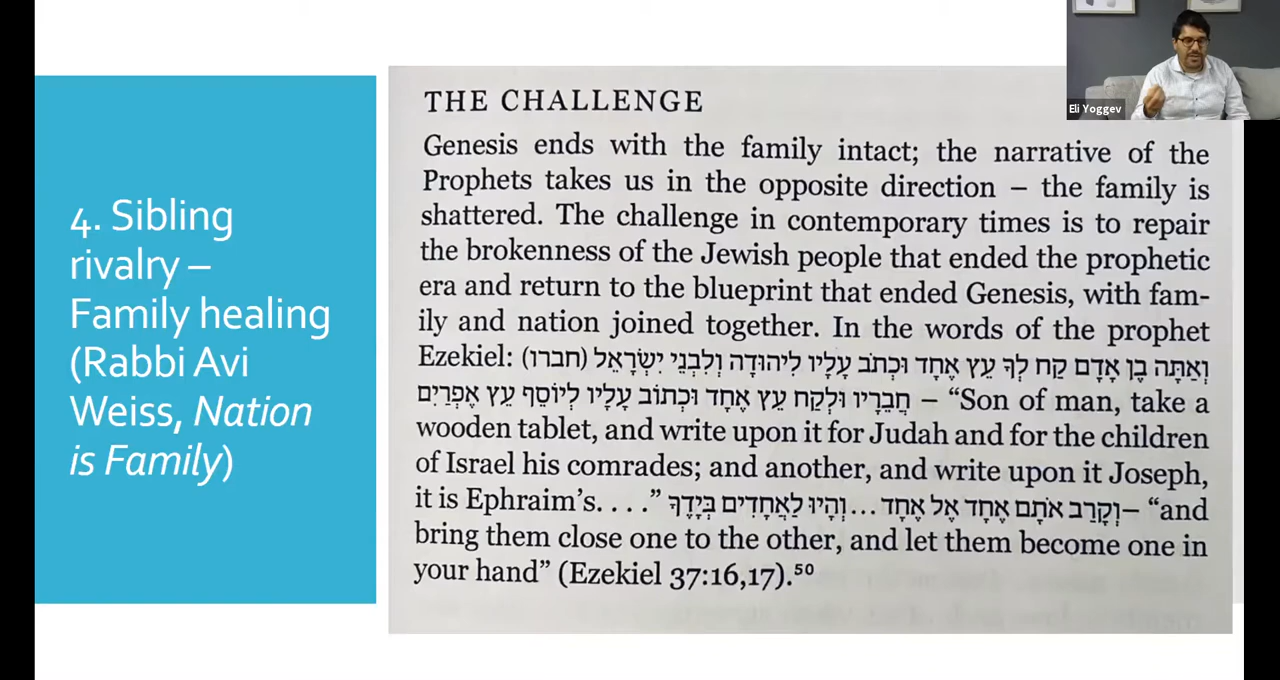 4. Sibling
rivalry –
Family healing
(Rabbi Avi
Weiss, Nation
is Family)
THE CHALLENGE
Genesis ends with the family intact; the narrative of the
Prophets takes us in the opposite direction – the family is
shattered. The challenge in contemporary times is to repair
the brokenness of the Jewish people that ended the prophetic
era and return to the blueprint that ended Genesis, with fam-
ily and nation joined together. In the words of the prophet
Ezekiel: וְאַתָּה בֶן אָדָם קַח לְךָ עֵץ אֶחָד וּכְתֹב עָלָיו לִיהוּדָה וְלִבְנֵי יִשְׂרָאֵל (חברו)
חֲבֵרָיו וּלְקַח עֵץ אֶחָד וּכְתוֹב עָלָיו לְיוֹסֵף עֵץ אֶפְרַיִם – “Son of man, take a
wooden tablet, and write upon it for Judah and for the children
of Israel his comrades; and another, and write upon it Joseph,
it is Ephraim’s. . . .” וְקָרַב אֹתָם אֶחָד אֶל אֶחָד...וְהָיוּ לַאֲחָדִים בְּיָדֶךָ – “and
bring them close one to the other, and let them become one in
your hand” (Ezekiel 37:16,17).⁵⁰
Eli Yoggev